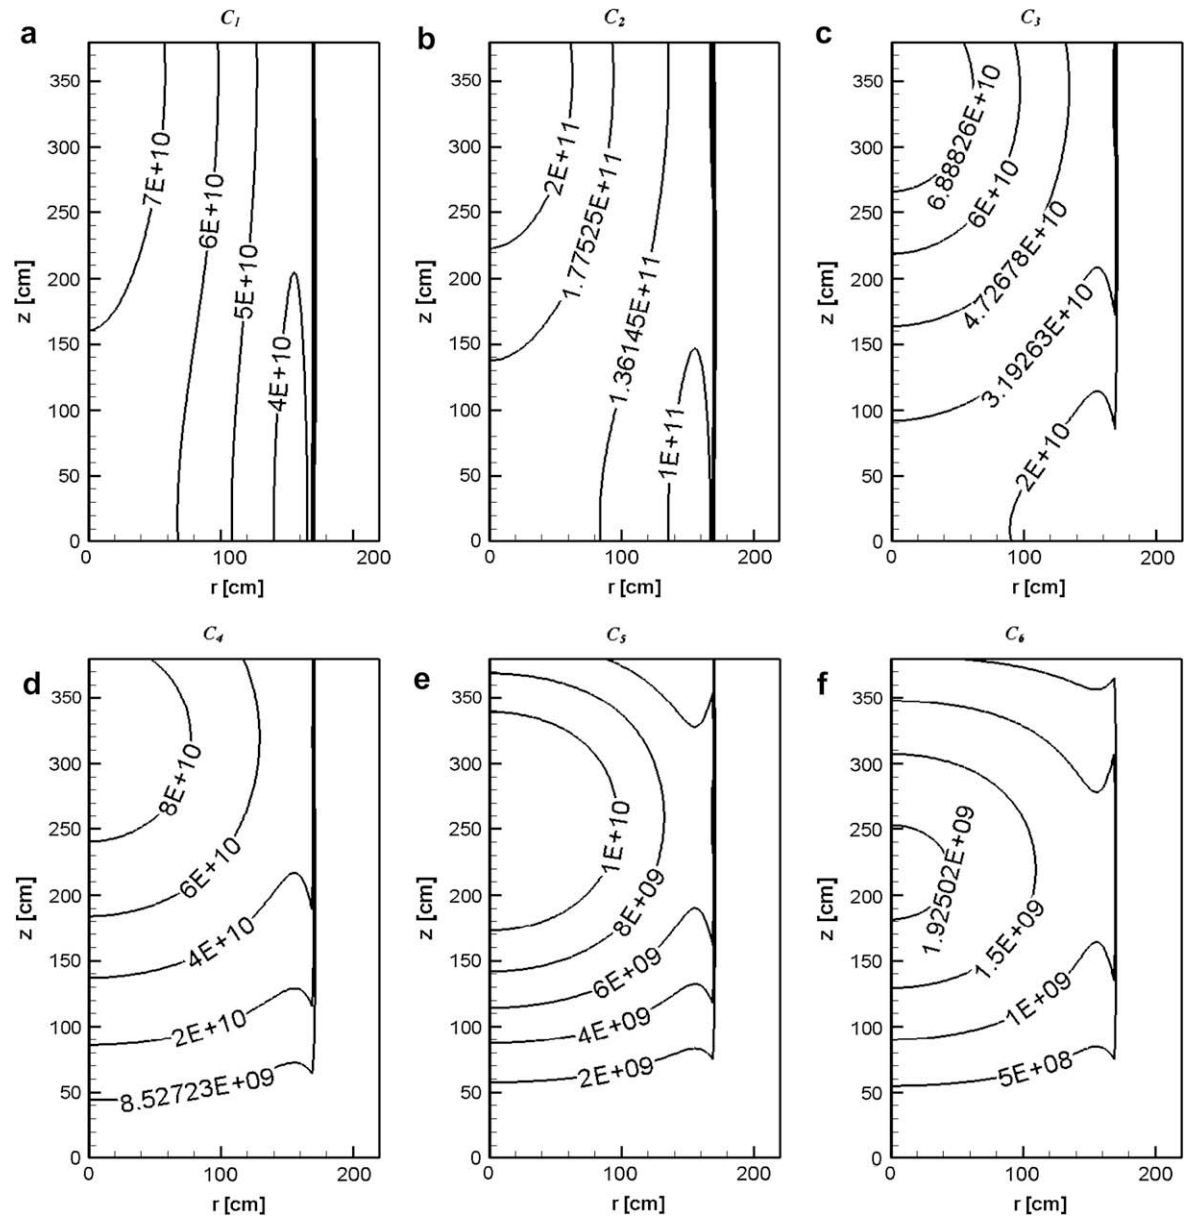 C1
a
z [cm]
350
300
250
200
150
100
50
0
7E+10
6E+10
5E+10
4E+10
0
100
200
r [cm]
C2
b
z [cm]
350
300
250
200
150
100
50
0
2E+11
1.77525E+11
1.36145E+11
1E+11
0
100
200
r [cm]
C3
c
z [cm]
350
300
250
200
150
100
50
0
6.88826E+10
6E+10
4.72678E+10
3.19263E+10
2E+10
0
100
200
r [cm]
C4
d
z [cm]
350
300
250
200
150
100
50
0
8E+10
6E+10
4E+10
2E+10
8.52723E+09
0
100
200
r [cm]
C5
e
z [cm]
350
300
250
200
150
100
50
0
1E+10
8E+09
6E+09
4E+09
2E+09
0
100
200
r [cm]
C6
f
z [cm]
350
300
250
200
150
100
50
0
1.92502E+09
1.5E+09
1E+09
5E+08
0
100
200
r [cm]